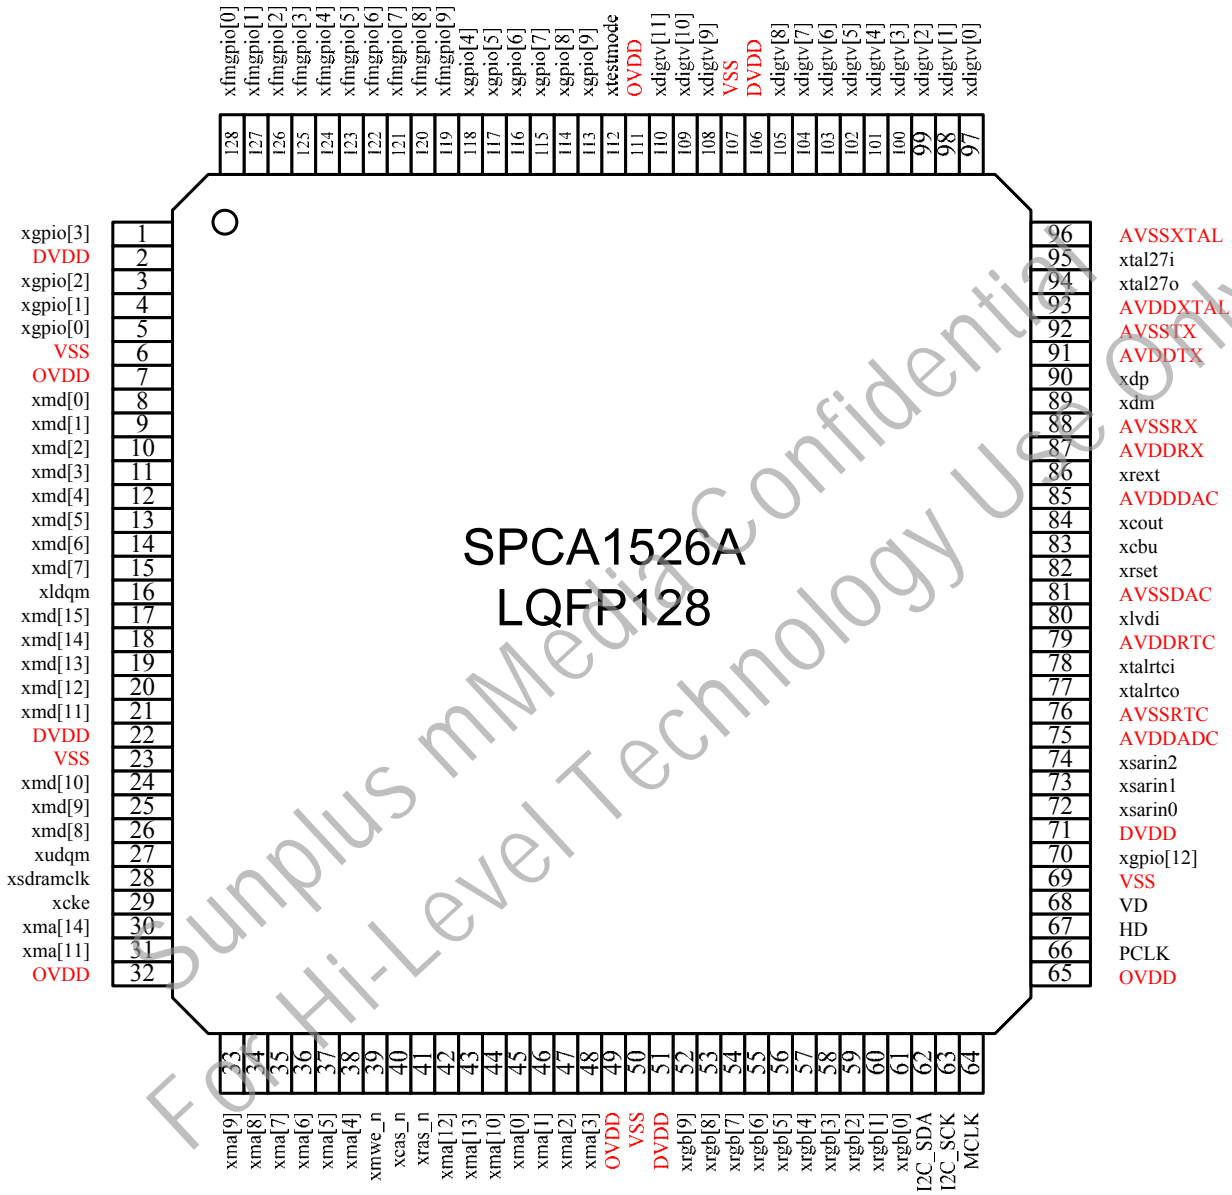 xfmgpio[0]
xfmgpio[1]
xfmgpio[2]
xfmgpio[3]
xfmgpio[4]
xfmgpio[5]
xfmgpio[6]
xfmgpio[7]
xfmgpio[8]
xfmgpio[9]
xgpio[4]
xgpio[5]
xgpio[6]
xgpio[7]
xgpio[8]
xgpio[9]
xtestmode
OVDD
xdigtv[11]
xdigtv[10]
xdigtv[9]
VSS
DVDD
xdigtv[8]
xdigtv[7]
xdigtv[6]
xdigtv[5]
xdigtv[4]
xdigtv[3]
xdigtv[2]
xdigtv[1]
xdigtv[0]
128
127
126
125
124
123
122
121
120
119
118
117
116
115
114
113
112
111
110
109
108
107
106
105
104
103
102
101
100
99
98
97
xgpio[3] 1
DVDD 2
xgpio[2] 3
xgpio[1] 4
xgpio[0] 5
VSS 6
OVDD 7
xmd[0] 8
xmd[1] 9
xmd[2] 10
xmd[3] 11
xmd[4] 12
xmd[5] 13
xmd[6] 14
xmd[7] 15
xldqm 16
xmd[15] 17
xmd[14] 18
xmd[13] 19
xmd[12] 20
xmd[11] 21
DVDD 22
VSS 23
xmd[10] 24
xmd[9] 25
xmd[8] 26
xudqm 27
xsdramclk 28
xcke 29
xma[14] 30
xma[11] 31
OVDD 32
SPCA1526A
LQFP128
Sunplus mMedia Confidential
For Hi-Level Technology Use Only
96 AVSSXTAL
95 xtal27i
94 xtal27o
93 AVDDXTAL
92 AVSSTX
91 AVDDTX
90 xdp
89 xdm
88 AVSSRX
87 AVDDRX
86 xrext
85 AVDDDAC
84 xcout
83 xcbu
82 xrset
81 AVSSDAC
80 xlvdi
79 AVDDRTC
78 xtalrtci
77 xtalrtco
76 AVSSRTC
75 AVDDADC
74 xsarin2
73 xsarin1
72 xsarin0
71 DVDD
70 xgpio[12]
69 VSS
68 VD
67 HD
66 PCLK
65 OVDD
33
34
35
36
37
38
39
40
41
42
43
44
45
46
47
48
49
50
51
52
53
54
55
56
57
58
59
60
61
62
63
64
xma[9]
xma[8]
xma[7]
xma[6]
xma[5]
xma[4]
xmwe_n
xcas_n
xras_n
xma[12]
xma[13]
xma[10]
xma[0]
xma[1]
xma[2]
xma[3]
OVDD
VSS
DVDD
xrgb[9]
xrgb[8]
xrgb[7]
xrgb[6]
xrgb[5]
xrgb[4]
xrgb[3]
xrgb[2]
xrgb[1]
xrgb[0]
I2C_SDA
I2C_SCK
MCLK